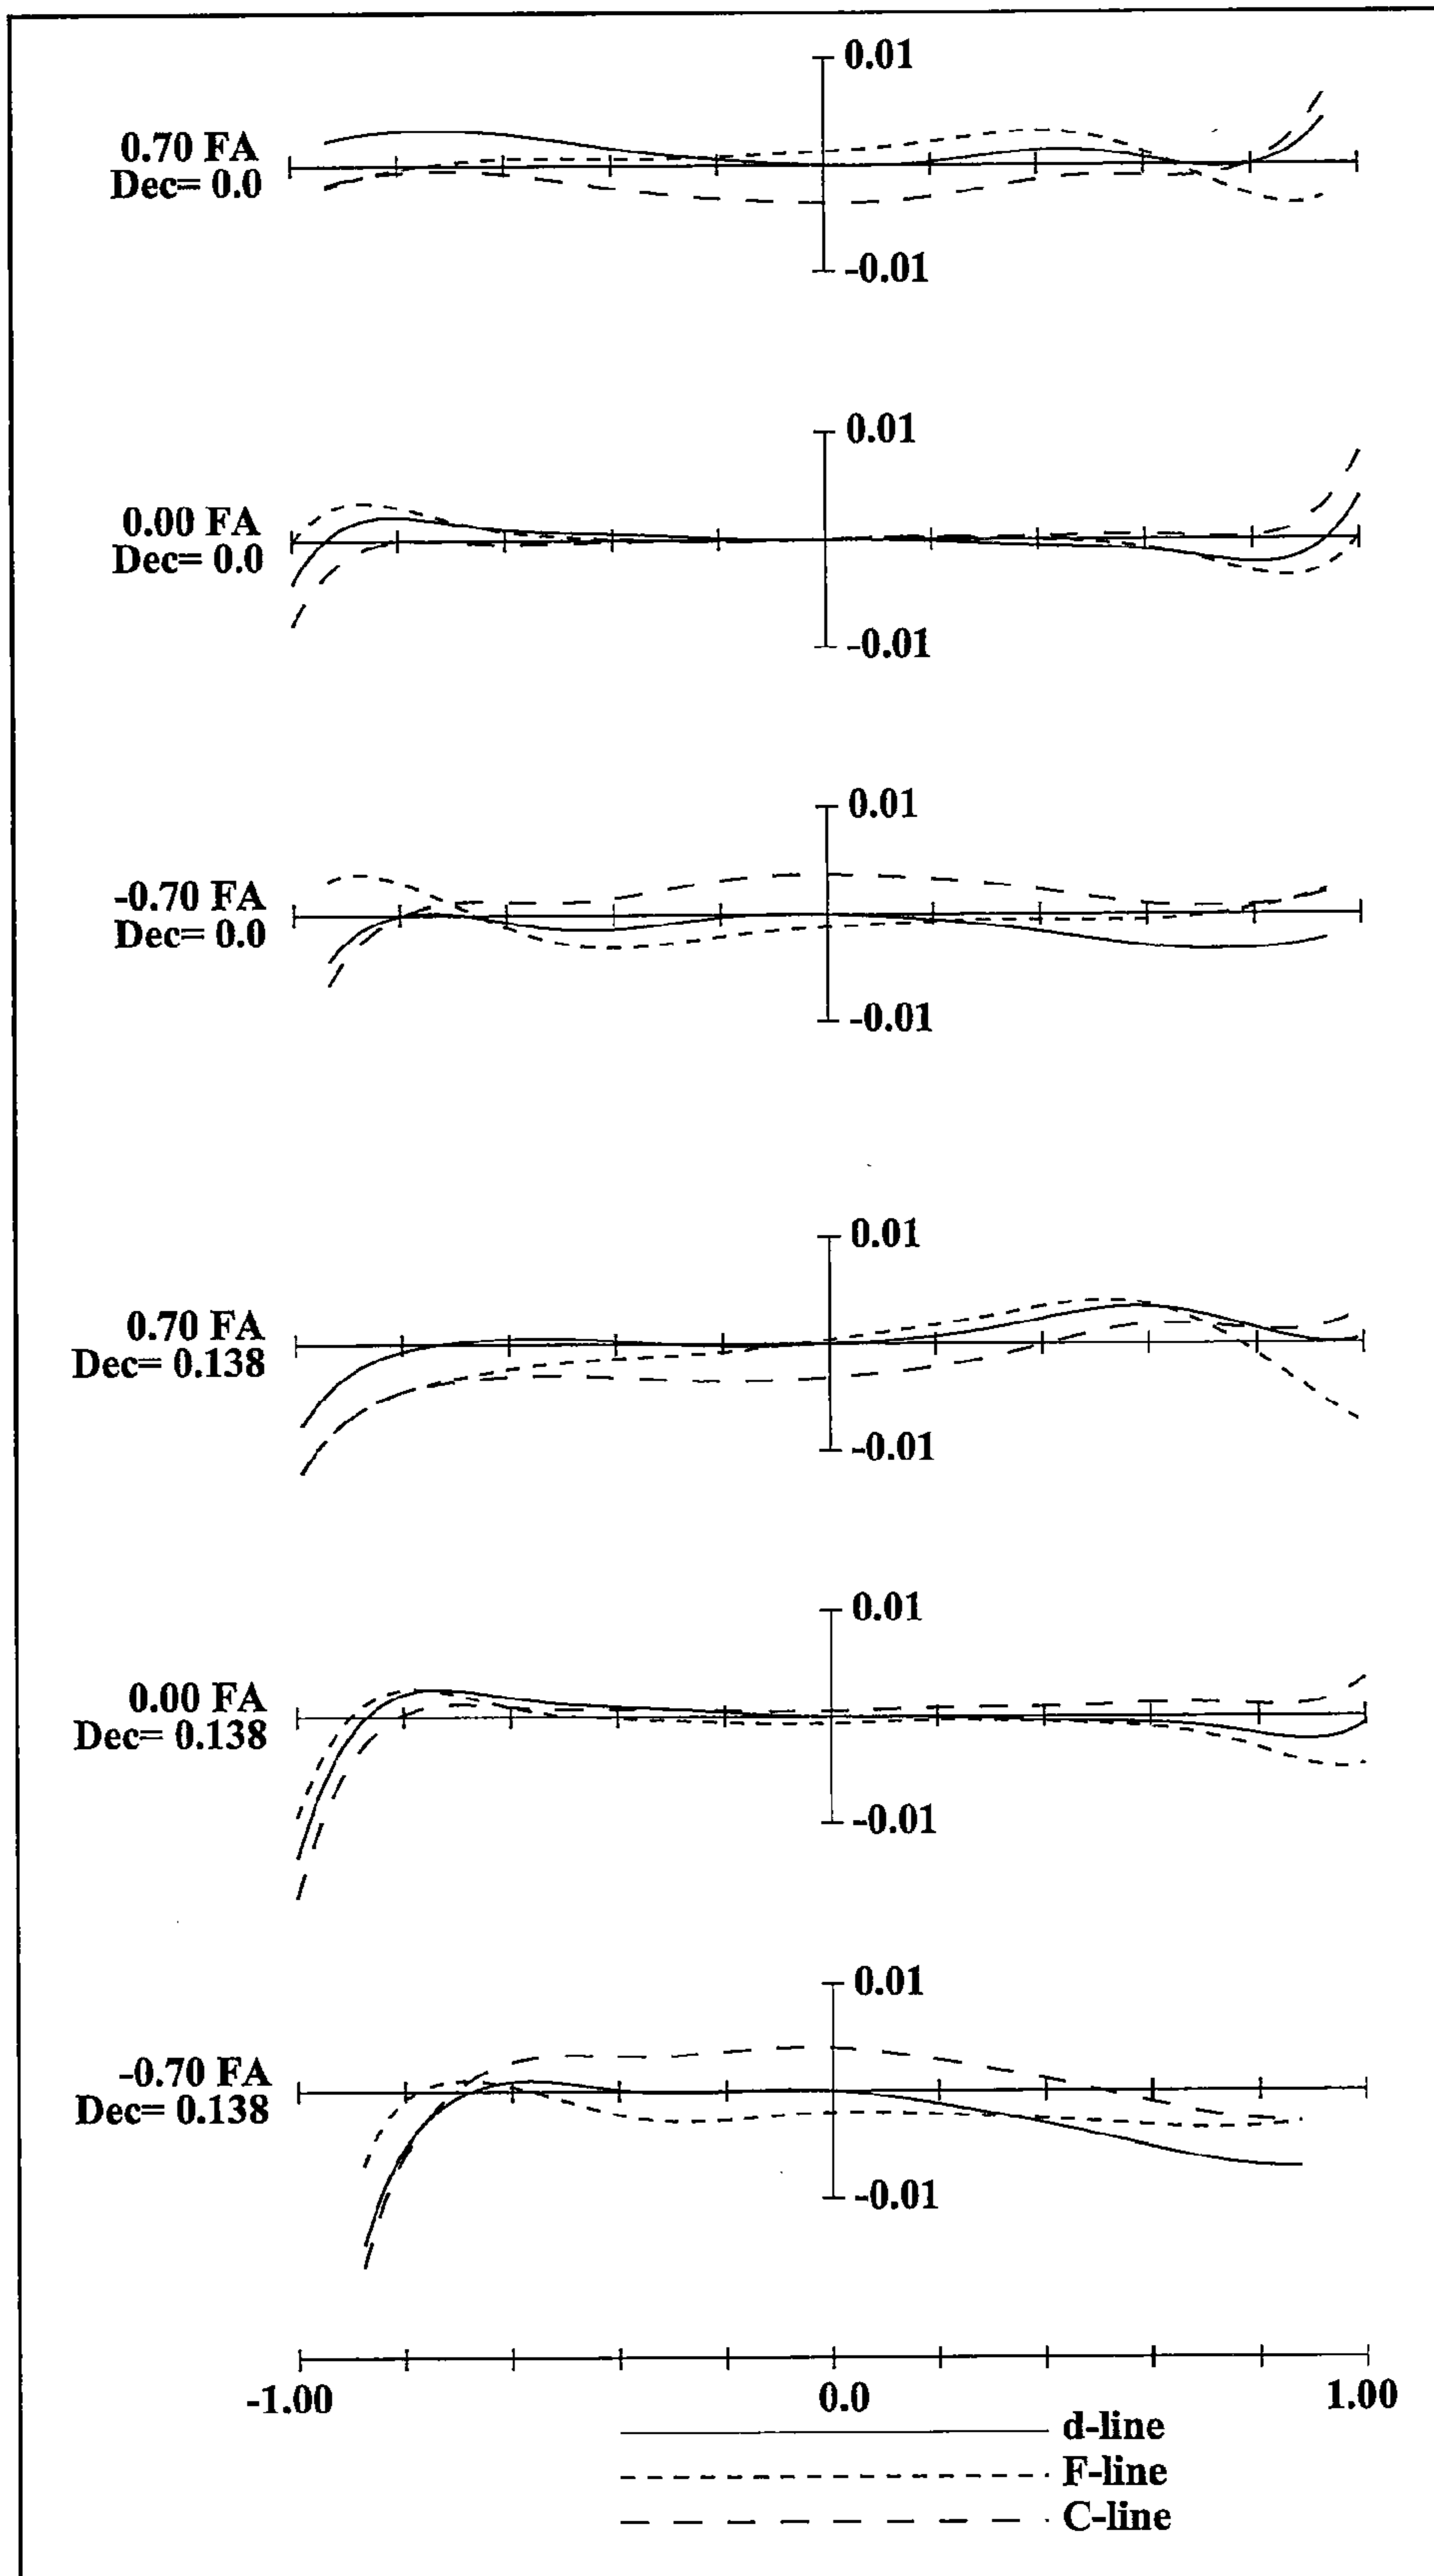 0.01
0.70 FA
Dec= 0.0
-0.01
0.01
0.00 FA
Dec= 0.0
-0.01
0.01
-0.70 FA
Dec= 0.0
-0.01
0.01
0.70 FA
Dec= 0.138
-0.01
0.01
0.00 FA
Dec= 0.138
-0.01
0.01
-0.70 FA
Dec= 0.138
-0.01
-1.00 0.0 1.00
d-line
F-line
C-line